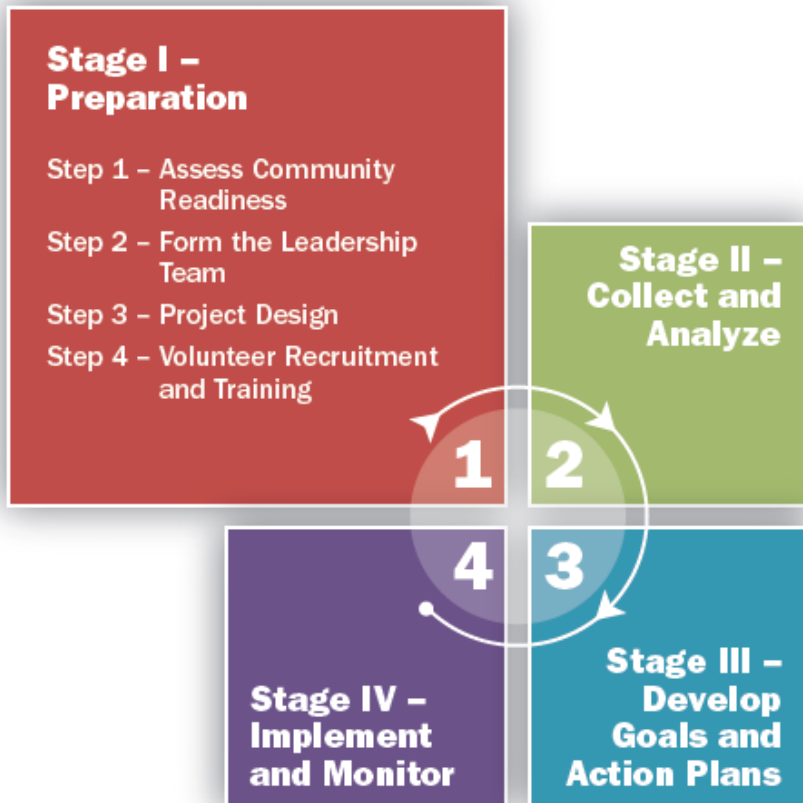 Stage I –
Preparation
Step 1 – Assess Community
Readiness
Step 2 – Form the Leadership
Team
Step 3 – Project Design
Step 4 – Volunteer Recruitment
and Training
Stage II –
Collect and
Analyze
1
2
4
3
Stage III –
Develop
Goals and
Action Plans
Stage IV –
Implement
and Monitor